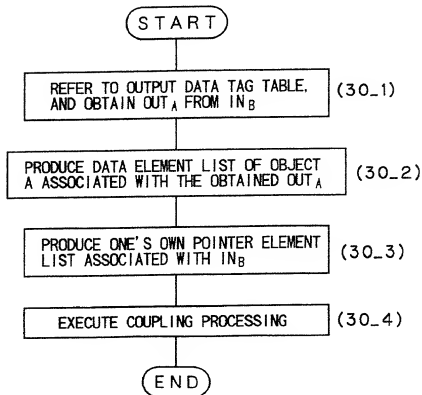 START
REFER TO OUTPUT DATA TAG TABLE, (30_1)
AND OBTAIN OUTA FROM INB
PRODUCE DATA ELEMENT LIST OF OBJECT (30_2)
A ASSOCIATED WITH THE OBTAINED OUTA
PRODUCE ONE'S OWN POINTER ELEMENT (30_3)
LIST ASSOCIATED WITH INB
EXECUTE COUPLING PROCESSING (30_4)
END